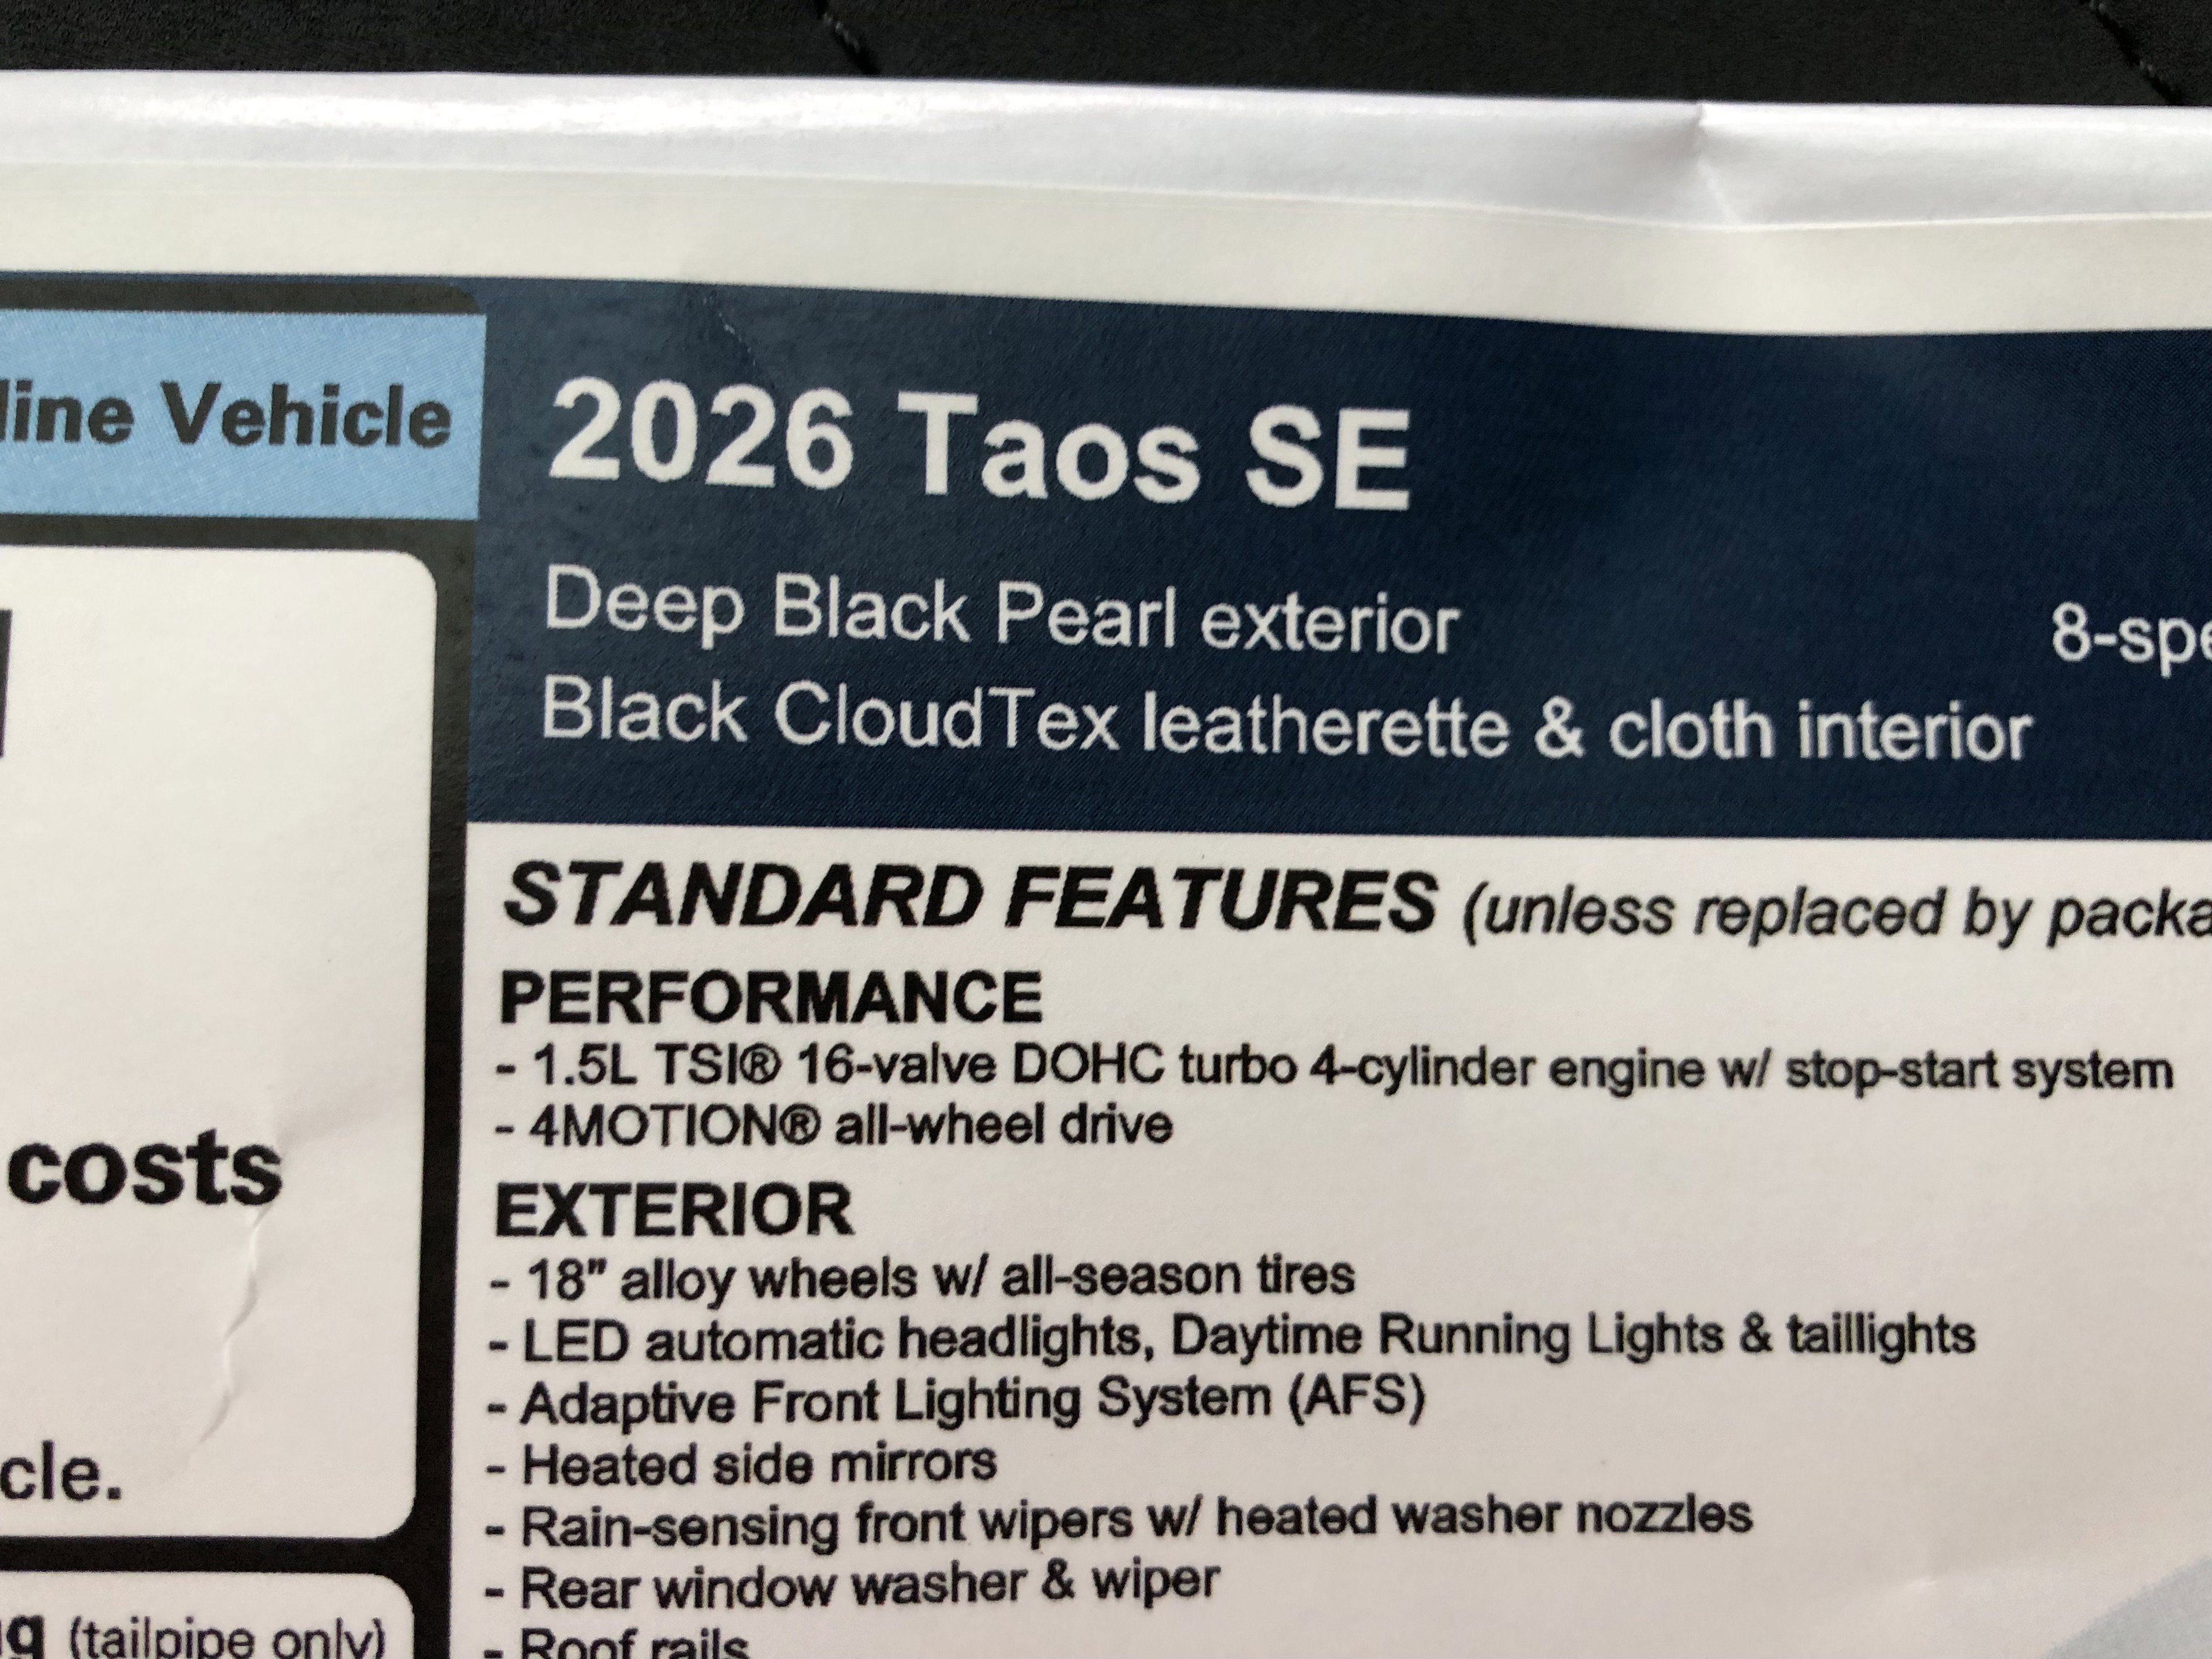 line Vehicle
2026 Taos SE
Deep Black Pearl exterior
8-spe
Black CloudTex leatherette & cloth interior
STANDARD FEATURES (unless replaced by packa
PERFORMANCE
- 1.5L TSI® 16-valve DOHC turbo 4-cylinder engine w/ stop-start system
- 4MOTION® all-wheel drive
EXTERIOR
- 18" alloy wheels w/ all-season tires
- LED automatic headlights, Daytime Running Lights & taillights
- Adaptive Front Lighting System (AFS)
- Heated side mirrors
- Rain-sensing front wipers w/ heated washer nozzles
- Rear window washer & wiper
- Roof rails
costs
cle.
g (tailpipe only)